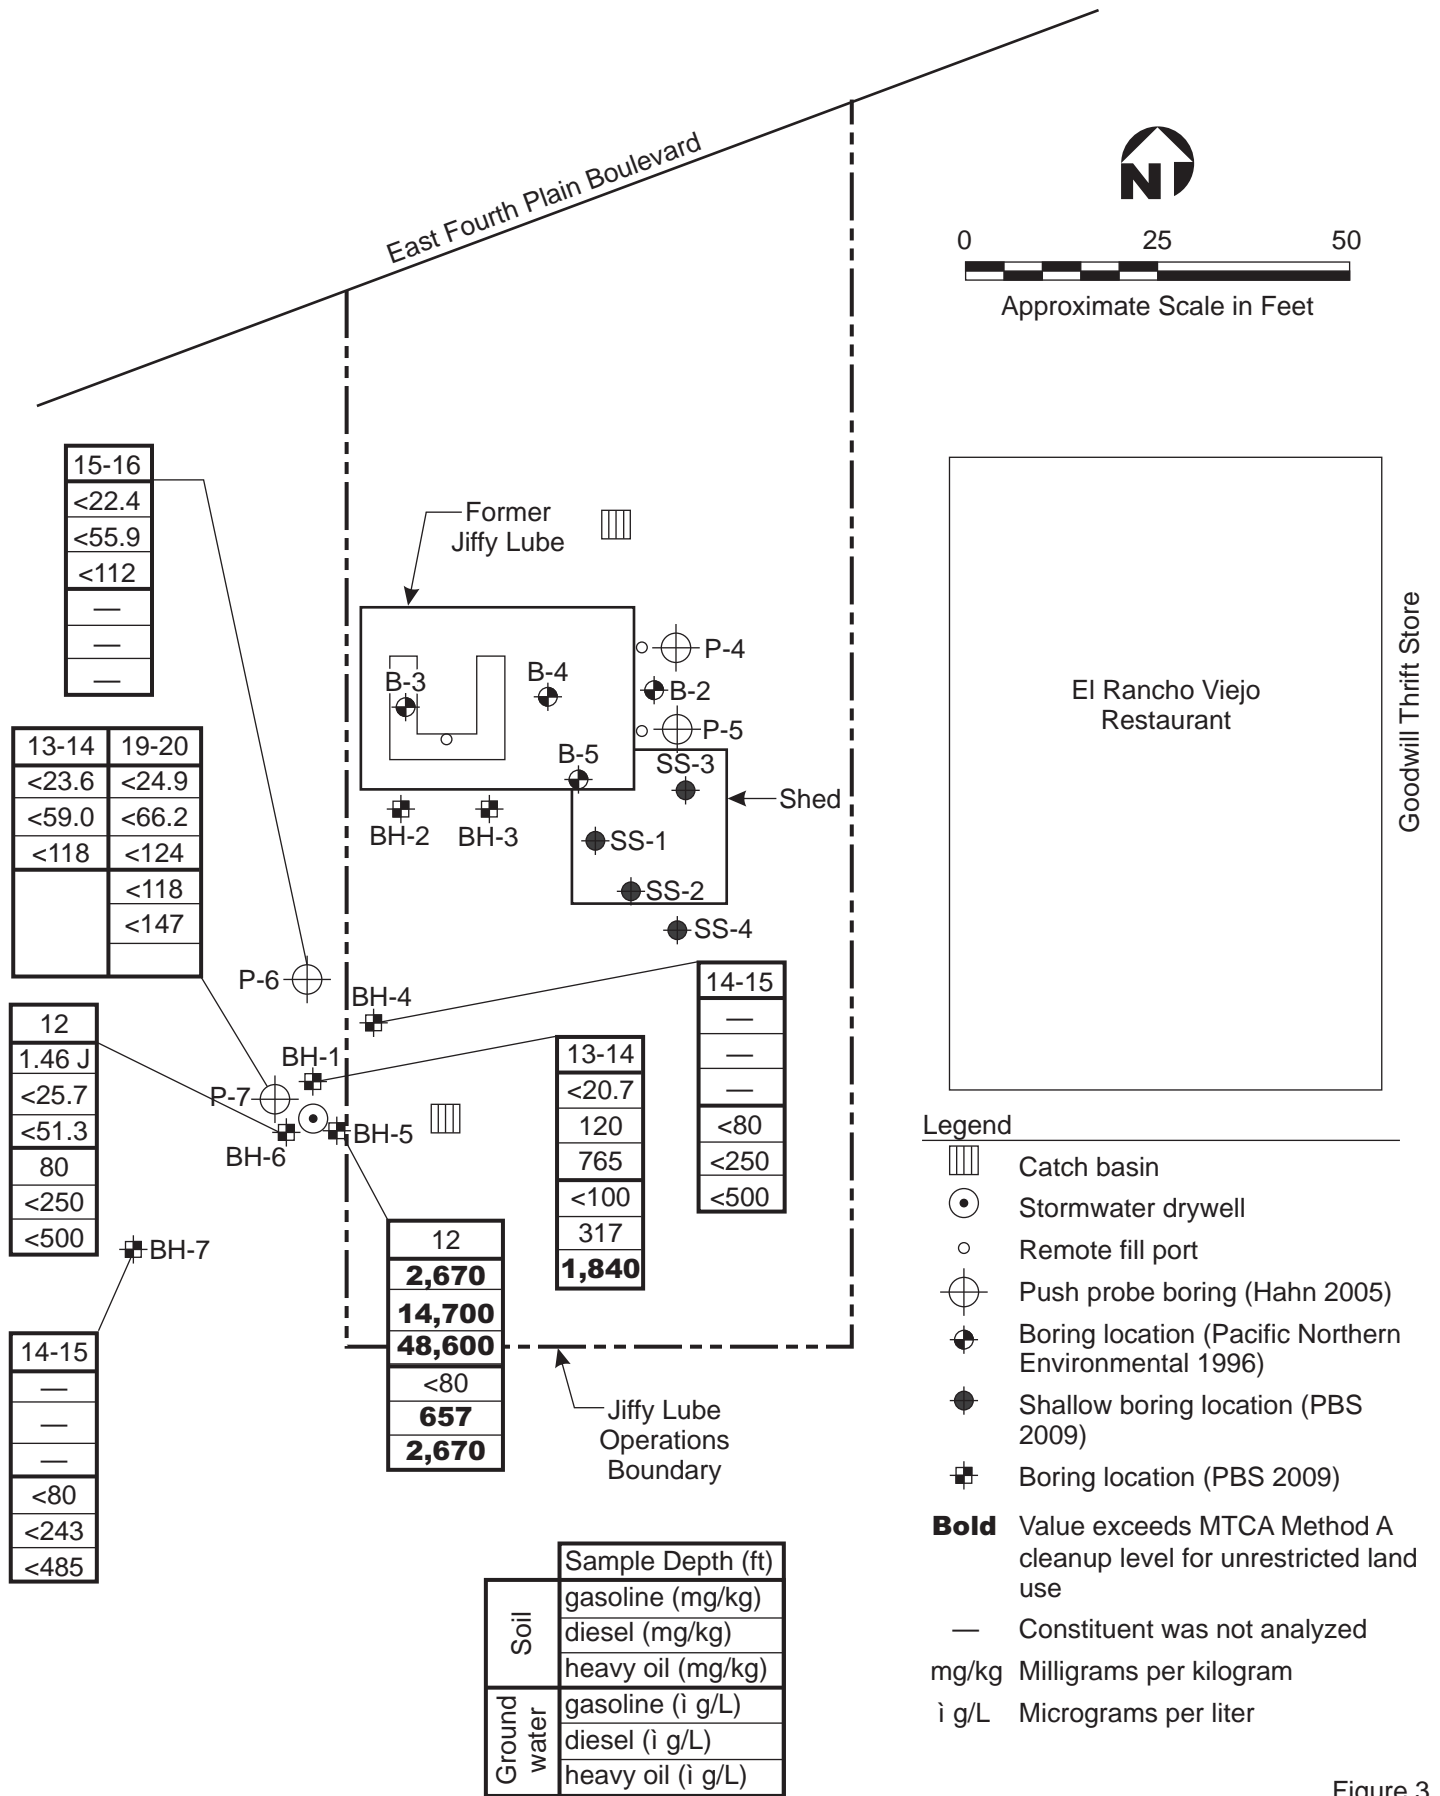 East Fourth Plain Boulevard
N
0 25 50
Approximate Scale in Feet
15-16
<22.4
<55.9
<112
—
—
—
Former
Jiffy Lube
P-4
B-3
B-4
B-2
P-5
B-5
SS-3
Shed
BH-2
BH-3
SS-1
SS-2
SS-4
El Rancho Viejo
Restaurant
Goodwill Thrift Store
13-14 19-20
<23.6 <24.9
<59.0 <66.2
<118 <124
<118
<147
P-6
BH-4
BH-1
P-7
BH-5
BH-6
BH-7
12
1.46 J
<25.7
<51.3
80
<250
<500
14-15
—
—
—
<80
<250
<500
13-14
<20.7
120
765
<100
317
1,840
12
2,670
14,700
48,600
<80
657
2,670
14-15
—
—
—
<80
<243
<485
Jiffy Lube
Operations
Boundary
Sample Depth (ft)
Soil
gasoline (mg/kg)
diesel (mg/kg)
heavy oil (mg/kg)
Ground
water
gasoline (ì g/L)
diesel (ì g/L)
heavy oil (ì g/L)
Legend
Catch basin
Stormwater drywell
Remote fill port
Push probe boring (Hahn 2005)
Boring location (Pacific Northern
Environmental 1996)
Shallow boring location (PBS
2009)
Boring location (PBS 2009)
Bold Value exceeds MTCA Method A
cleanup level for unrestricted land
use
— Constituent was not analyzed
mg/kg Milligrams per kilogram
ì g/L Micrograms per liter
Figure 3